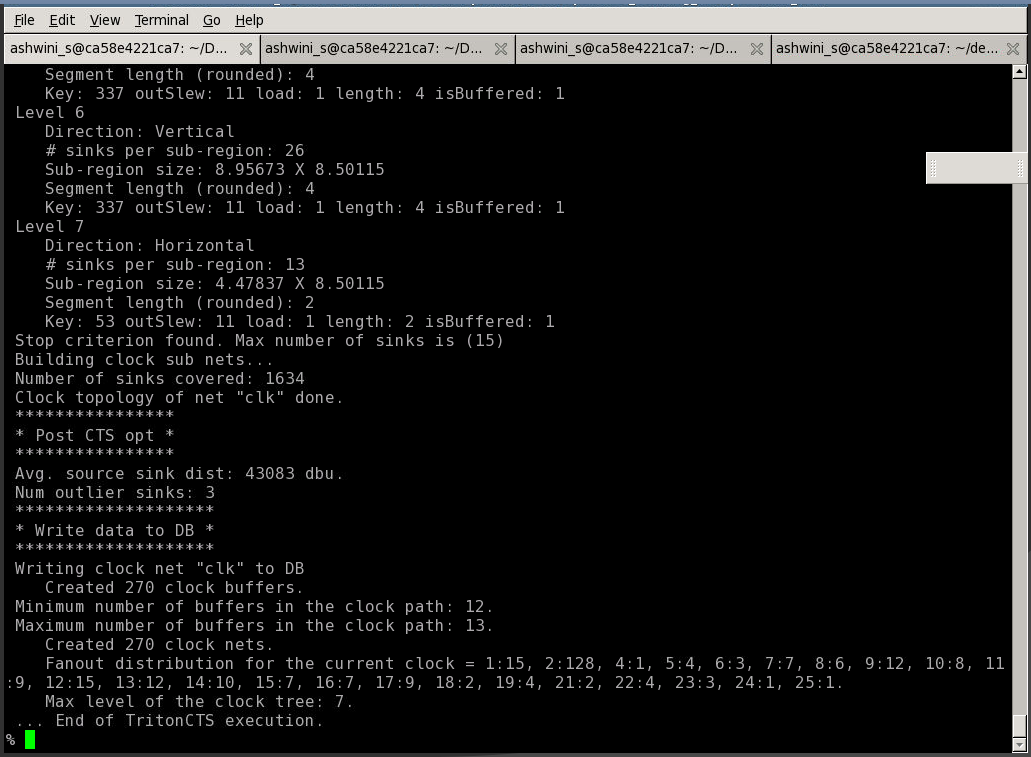 File Edit View Terminal Go Help
ashwini_s@ca58e4221ca7: ~/D... ashwini_s@ca58e4221ca7: ~/D... ashwini_s@ca58e4221ca7: ~/D... ashwini_s@ca58e4221ca7: ~/de...
Segment length (rounded): 4
Key: 337 outSlew: 11 load: 1 length: 4 isBuffered: 1
Level 6
Direction: Vertical
# sinks per sub-region: 26
Sub-region size: 8.95673 X 8.50115
Segment length (rounded): 4
Key: 337 outSlew: 11 load: 1 length: 4 isBuffered: 1
Level 7
Direction: Horizontal
# sinks per sub-region: 13
Sub-region size: 4.47837 X 8.50115
Segment length (rounded): 2
Key: 53 outSlew: 11 load: 1 length: 2 isBuffered: 1
Stop criterion found. Max number of sinks is (15)
Building clock sub nets...
Number of sinks covered: 1634
Clock topology of net "clk" done.
****************
* Post CTS opt *
****************
Avg. source sink dist: 43083 dbu.
Num outlier sinks: 3
********************
* Write data to DB *
********************
Writing clock net "clk" to DB
Created 270 clock buffers.
Minimum number of buffers in the clock path: 12.
Maximum number of buffers in the clock path: 13.
Created 270 clock nets.
Fanout distribution for the current clock = 1:15, 2:128, 4:1, 5:4, 6:3, 7:7, 8:6, 9:12, 10:8, 11
:9, 12:15, 13:12, 14:10, 15:7, 16:7, 17:9, 18:2, 19:4, 21:2, 22:4, 23:3, 24:1, 25:1.
Max level of the clock tree: 7.
... End of TritonCTS execution.
%